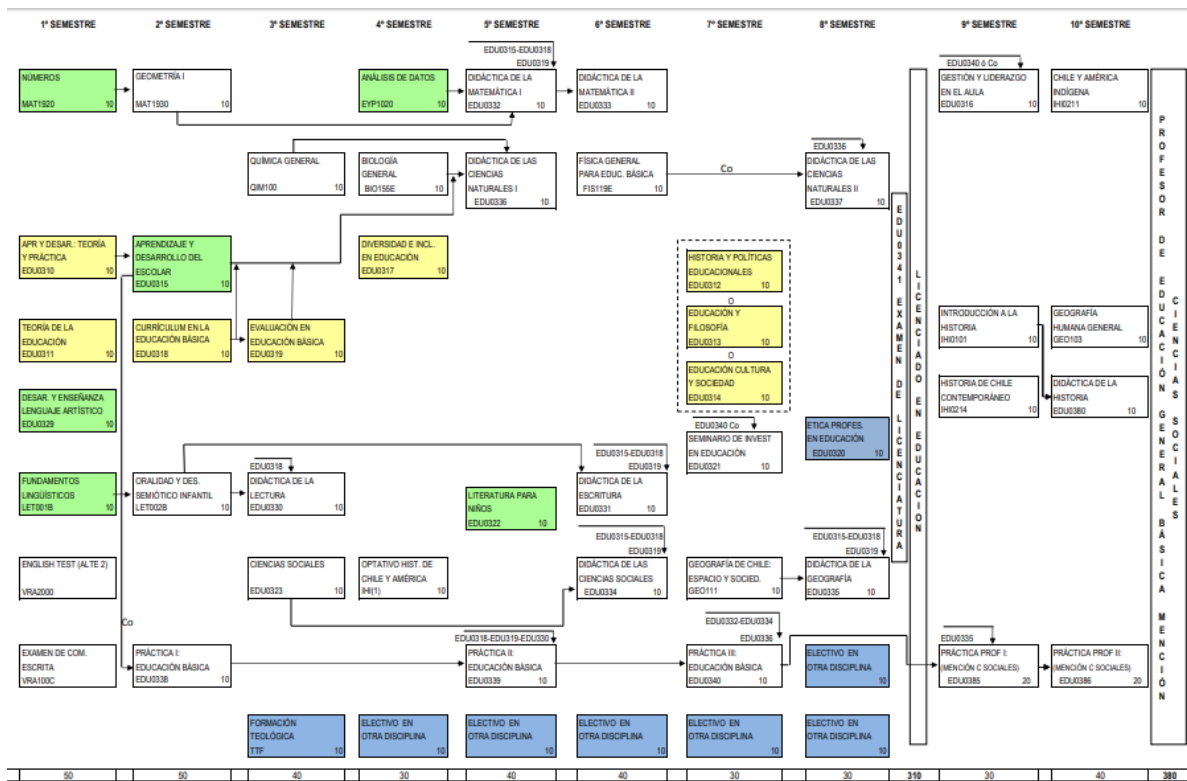 1º SEMESTRE 2º SEMESTRE 3º SEMESTRE 4º SEMESTRE 5º SEMESTRE 6º SEMESTRE 7º SEMESTRE 8º SEMESTRE 9º SEMESTRE 10º SEMESTRE
EDU0315-EDU0318
EDU0319
EDU0340 ó Co
NÚMEROS
MAT1920 10
GEOMETRÍA I
MAT1930 10
ANÁLISIS DE DATOS
EYP1020 10
DIDÁCTICA DE LA
MATEMÁTICA I
EDU0332 10
DIDÁCTICA DE LA
MATEMÁTICA II
EDU0333 10
GESTIÓN Y LIDERAZGO
EN EL AULA
EDU0316 10
CHILE Y AMÉRICA
INDÍGENA
IHI0211 10
EDU0336
QUÍMICA GENERAL
QIM100 10
BIOLOGÍA
GENERAL
BIO155E 10
DIDÁCTICA DE LAS
CIENCIAS
NATURALES I
EDU0336 10
FÍSICA GENERAL
PARA EDUC. BÁSICA
FIS119E 10
Co
DIDÁCTICA DE LAS
CIENCIAS
NATURALES II
EDU0337 10
APR Y DESAR.: TEORÍA
Y PRÁCTICA
EDU0310 10
APRENDIZAJE Y
DESARROLLO DEL
ESCOLAR
EDU0315 10
DIVERSIDAD E INCL.
EN EDUCACIÓN
EDU0317 10
HISTORIA Y POLÍTICAS
EDUCACIONALES
EDU0312 10
O
EDUCACIÓN Y
FILOSOFÍA
EDU0313 10
O
EDUCACIÓN CULTURA
Y SOCIEDAD
EDU0314 10
TEORÍA DE LA
EDUCACIÓN
EDU0311 10
CURRÍCULUM EN LA
EDUCACIÓN BÁSICA
EDU0318 10
EVALUACIÓN EN
EDUCACIÓN BÁSICA
EDU0319 10
INTRODUCCIÓN A LA
HISTORIA
IHI0101 10
GEOGRAFÍA
HUMANA GENERAL
GEO103 10
DESAR. Y ENSEÑANZA
LENGUAJE ARTÍSTICO
EDU0329 10
HISTORIA DE CHILE
CONTEMPORÁNEO
IHI0214 10
DIDÁCTICA DE LA
HISTORIA
EDU0380 10
EDU0340 Co
SEMINARIO DE INVEST
EN EDUCACIÓN
EDU0321 10
ETICA PROFES.
EN EDUCACIÓN
EDU0320 10
FUNDAMENTOS
LINGÜÍSTICOS
LET001B 10
ORALIDAD Y DES.
SEMIÓTICO INFANTIL
LET002B 10
EDU0318
DIDÁCTICA DE LA
LECTURA
EDU0330 10
LITERATURA PARA
NIÑOS
EDU0322 10
EDU0315-EDU0318
EDU0319
DIDÁCTICA DE LA
ESCRITURA
EDU0331 10
ENGLISH TEST (ALTE 2)
VRA2000
CIENCIAS SOCIALES
EDU0323 10
OPTATIVO HIST. DE
CHILE Y AMÉRICA
IHI(1) 10
EDU0315-EDU0318
EDU0319
DIDÁCTICA DE LAS
CIENCIAS SOCIALES
EDU0334 10
GEOGRAFÍA DE CHILE:
ESPACIO Y SOCIED.
GEO111 10
EDU0315-EDU0318
EDU0319
DIDÁCTICA DE LA
GEOGRAFÍA
EDU0335 10
Co
EXAMEN DE COM.
ESCRITA
VRA100C
PRÁCTICA I:
EDUCACIÓN BÁSICA
EDU0338 10
EDU0318-EDU319-EDU330
PRÁCTICA II:
EDUCACIÓN BÁSICA
EDU0339 10
EDU0332-EDU0334
EDU0336
PRÁCTICA III:
EDUCACIÓN BÁSICA
EDU0340 10
ELECTIVO EN
OTRA DISCIPLINA
10
EDU0335
PRÁCTICA PROF I:
(MENCIÓN C SOCIALES)
EDU0385 20
PRÁCTICA PROF II:
(MENCIÓN C SOCIALES)
EDU0386 20
FORMACIÓN
TEOLÓGICA
TTF 10
ELECTIVO EN
OTRA DISCIPLINA
10
ELECTIVO EN
OTRA DISCIPLINA
10
ELECTIVO EN
OTRA DISCIPLINA
10
ELECTIVO EN
OTRA DISCIPLINA
10
ELECTIVO EN
OTRA DISCIPLINA
10
EDU0341 EXAMEN DE LICENCIATURA
LICENCIADO EN EDUCACION
PROFESOR DE EDUCACIÓN GENERAL BÁSICA MENCIÓN
CIENCIAS SOCIALES
50 50 40 30 40 40 30 30 310 30 40 380